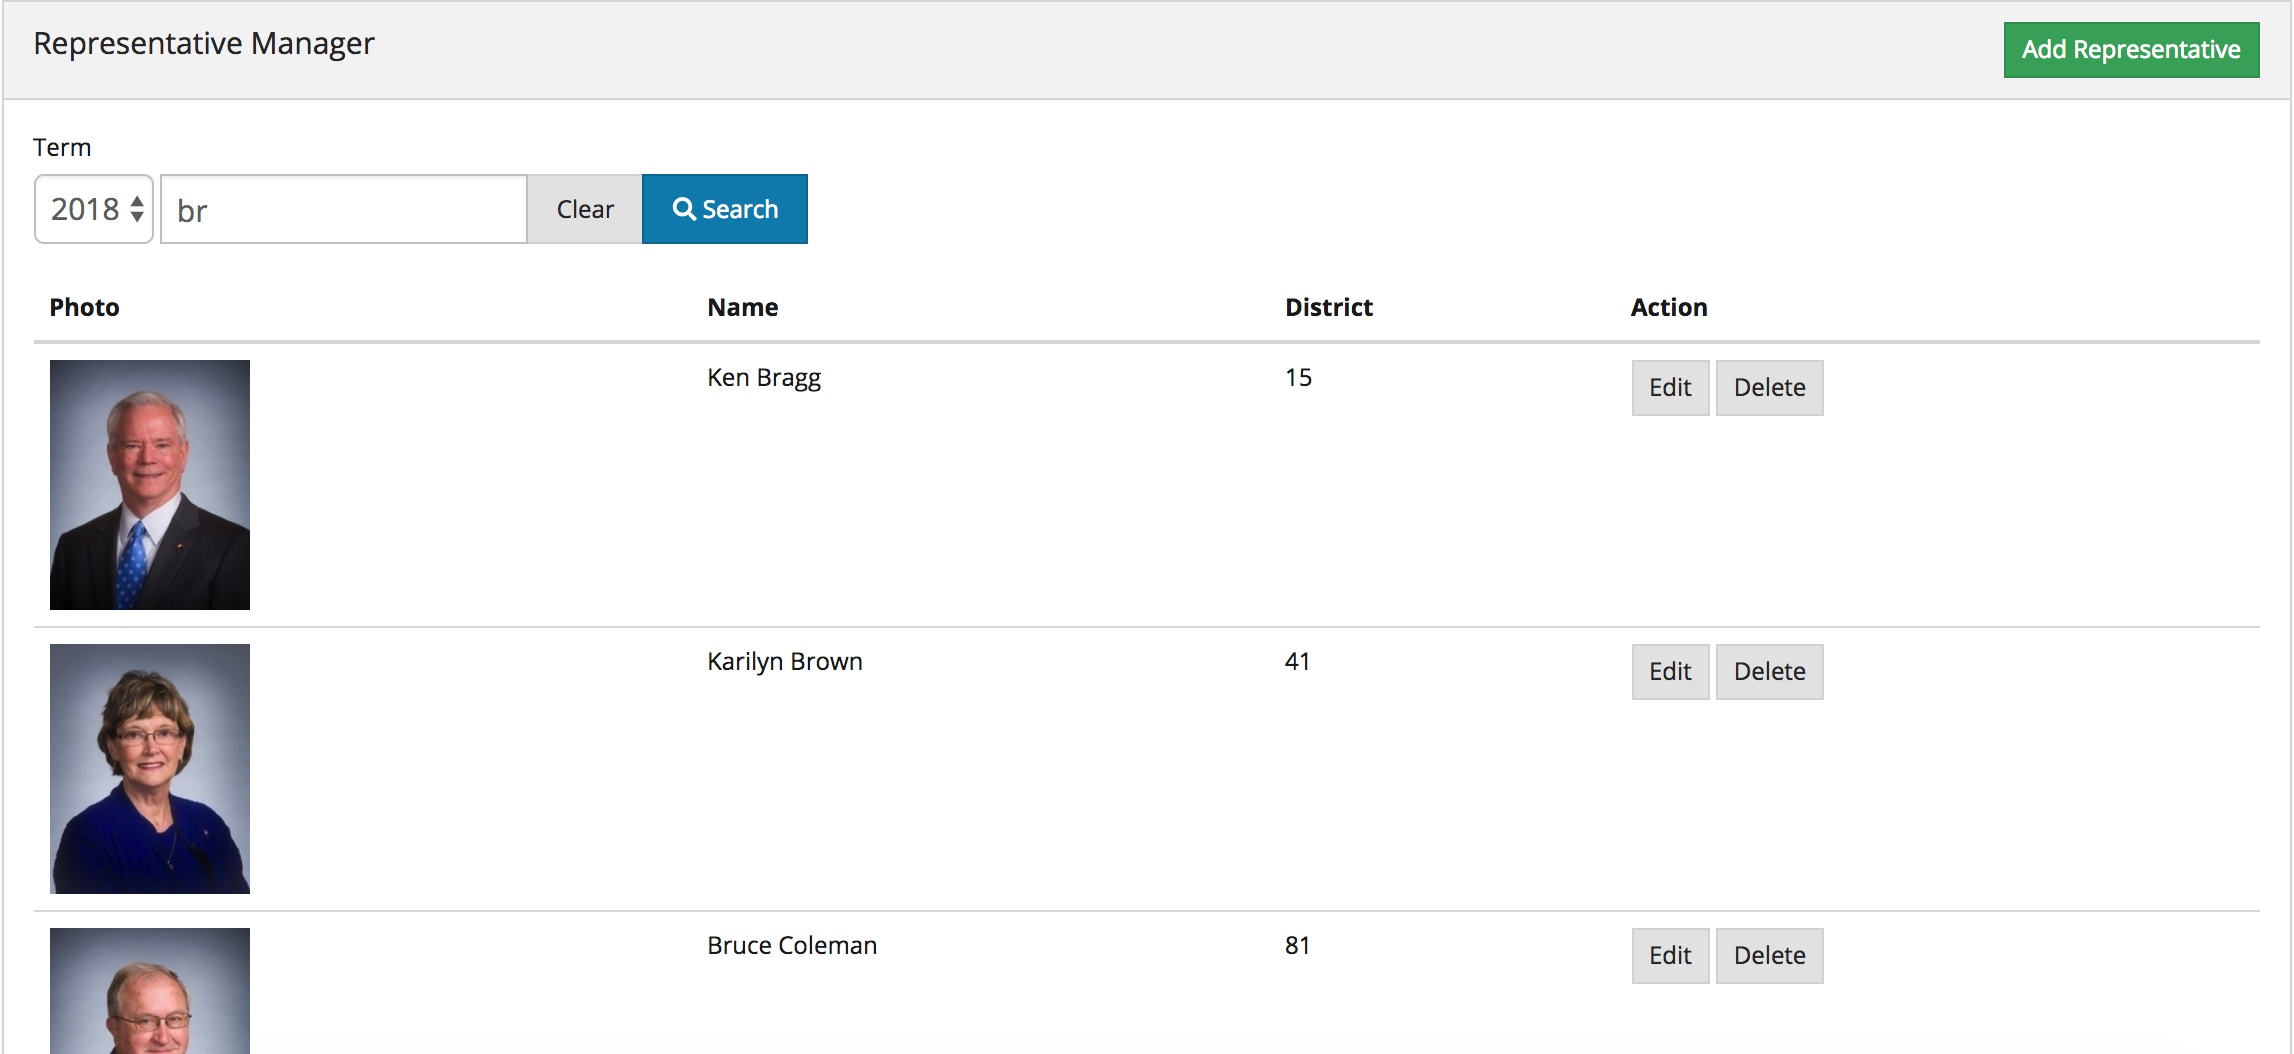 Representative Manager
Add Representative
Term
2018 br Clear Search
Photo Name District Action
Ken Bragg 15 Edit Delete
Karilyn Brown 41 Edit Delete
Bruce Coleman 81 Edit Delete